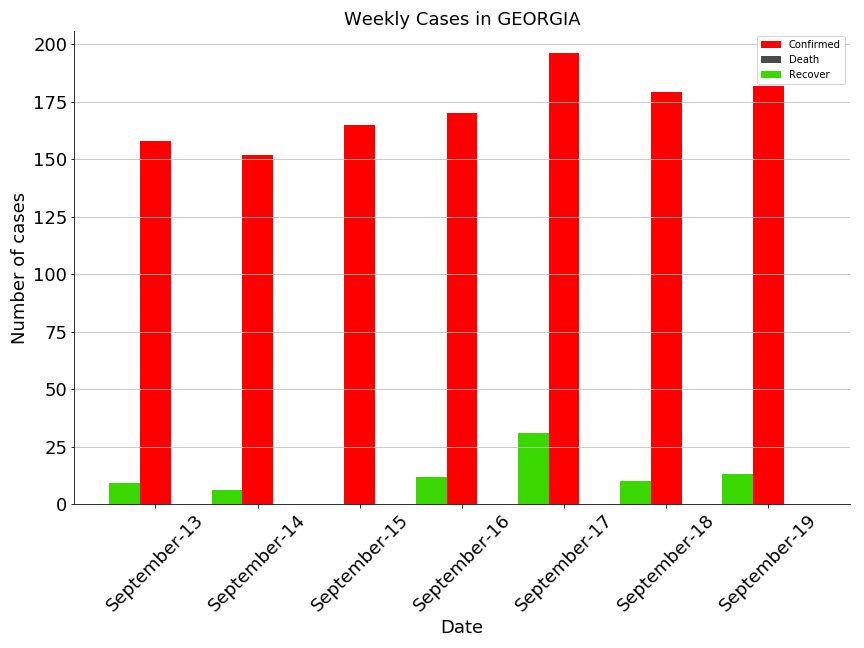 Weekly Cases in GEORGIA
Confirmed
Death
Recover
Number of cases
200
175
150
125
100
75
50
25
0
September-13
September-14
September-15
September-16
September-17
September-18
September-19
Date